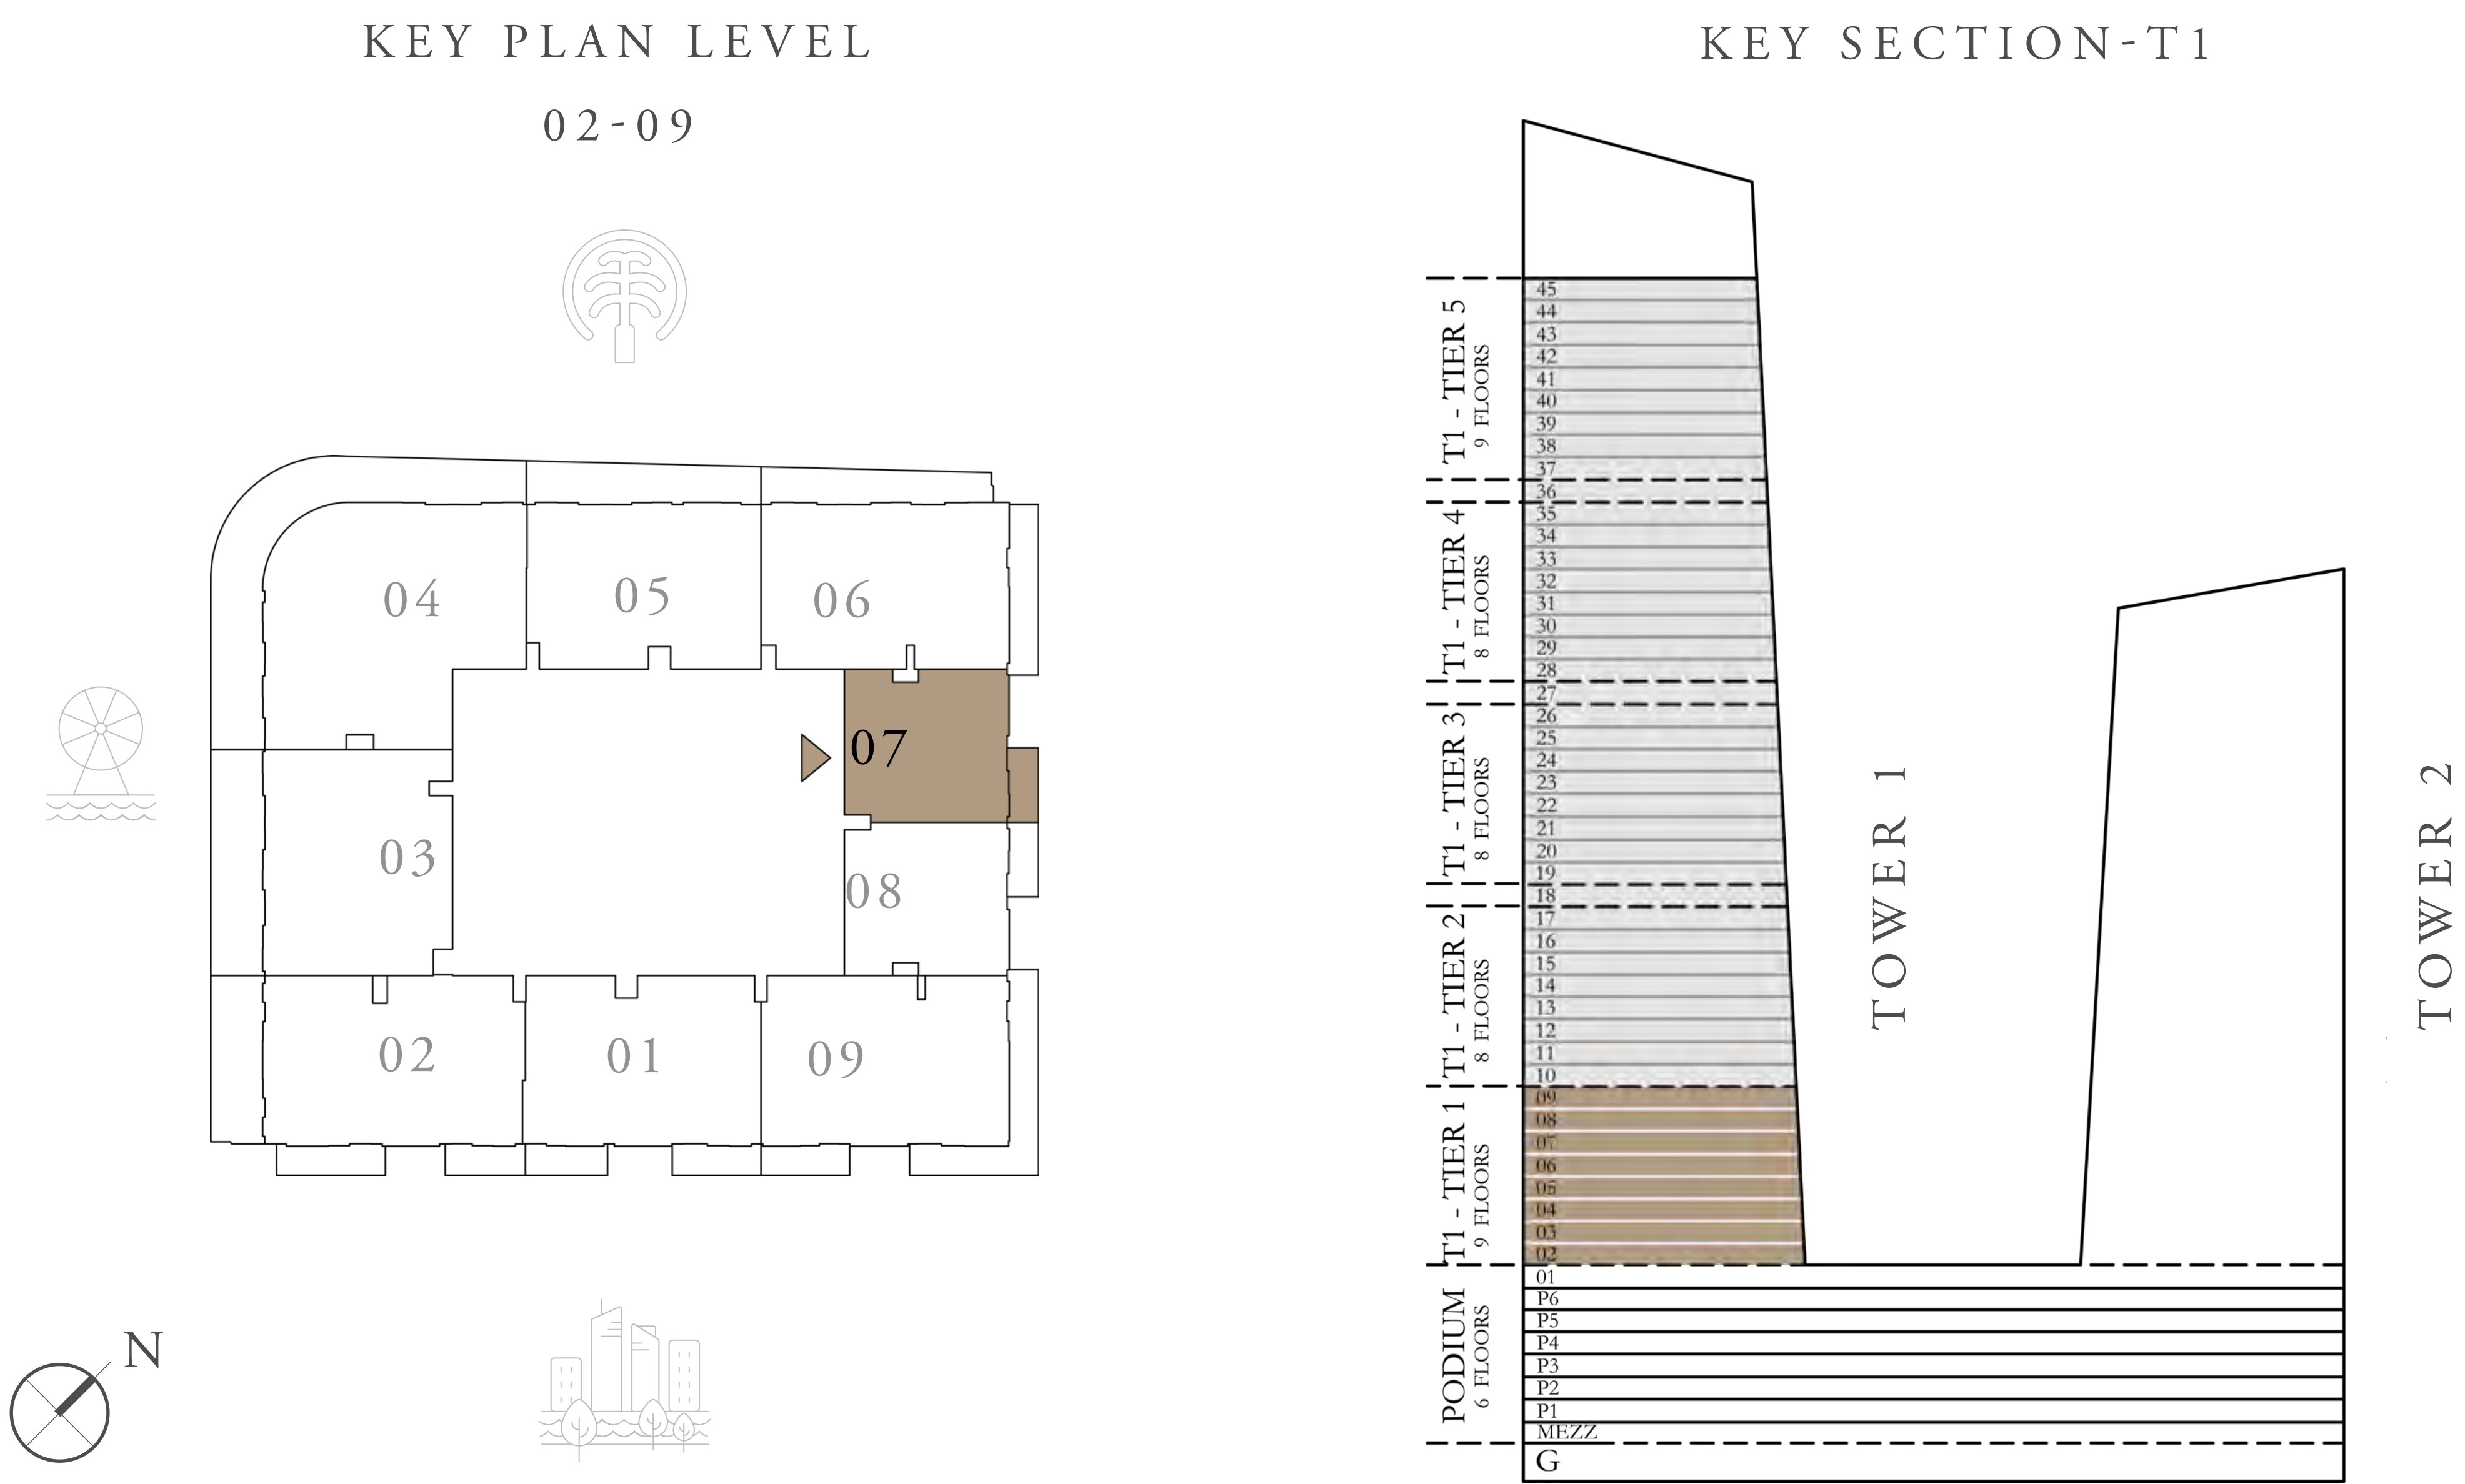 KEY PLAN LEVEL
02-09
04
05
06
07
03
08
02
01
09
N
KEY SECTION-T1
T1 - TIER 5
9 FLOORS
T1 - TIER 4
8 FLOORS
T1 - TIER 3
8 FLOORS
T1 - TIER 2
8 FLOORS
T1 - TIER 1
9 FLOORS
PODIUM
6 FLOORS
45
44
43
42
41
40
39
38
37
36
35
34
33
32
31
30
29
28
27
26
25
24
23
22
21
20
19
18
17
16
15
14
13
12
11
10
09
08
07
06
05
04
03
02
01
P6
P5
P4
P3
P2
P1
MEZZ
G
TOWER 1
TOWER 2